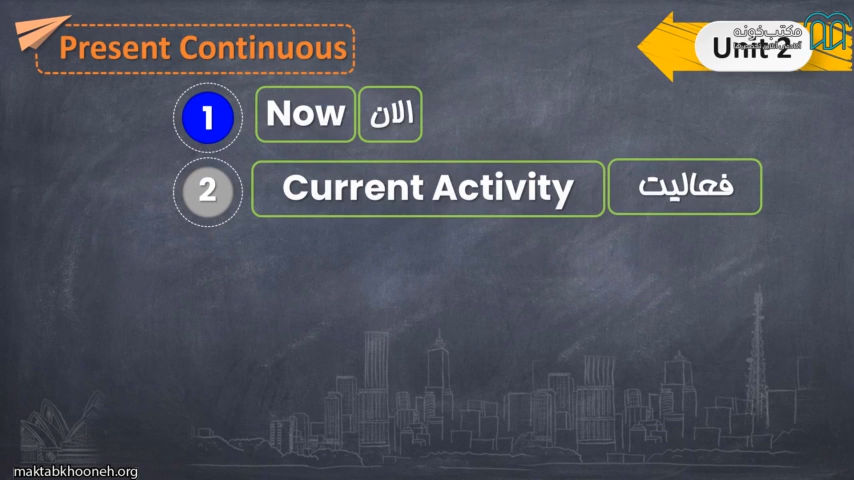 Present Continuous
Unit 2
مکتب‌خونه
1 Now الان
2 Current Activity فعالیت
maktabkhooneh.org